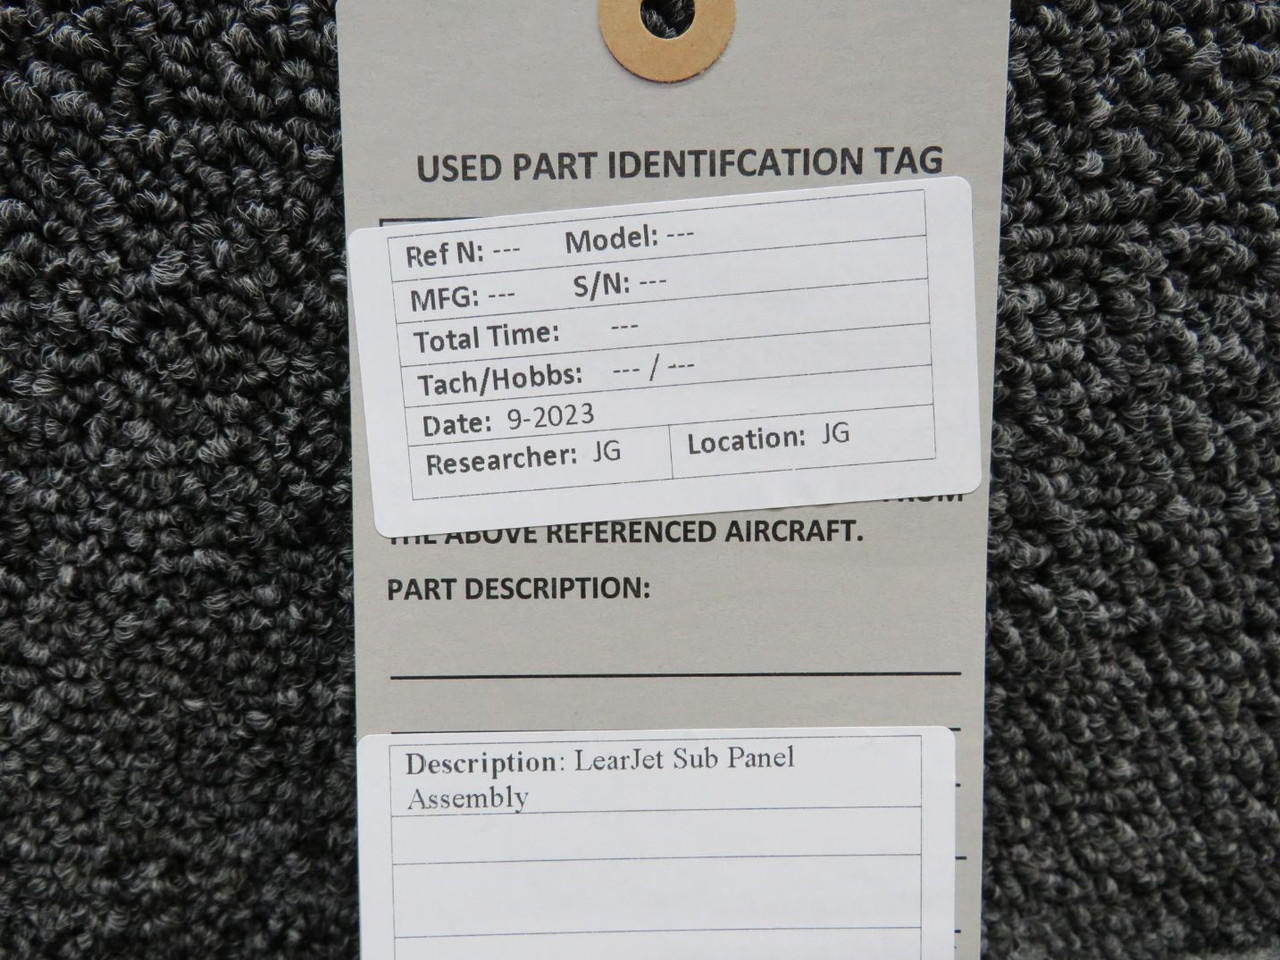 USED PART IDENTIFCATION TAG
Ref N: --- Model: ---
MFG: --- S/N: ---
Total Time: ---
Tach/Hobbs: --- / ---
Date: 9-2023
Researcher: JG Location: JG
FROM
THE ABOVE REFERENCED AIRCRAFT.
PART DESCRIPTION:
Description: LearJet Sub Panel
Assembly